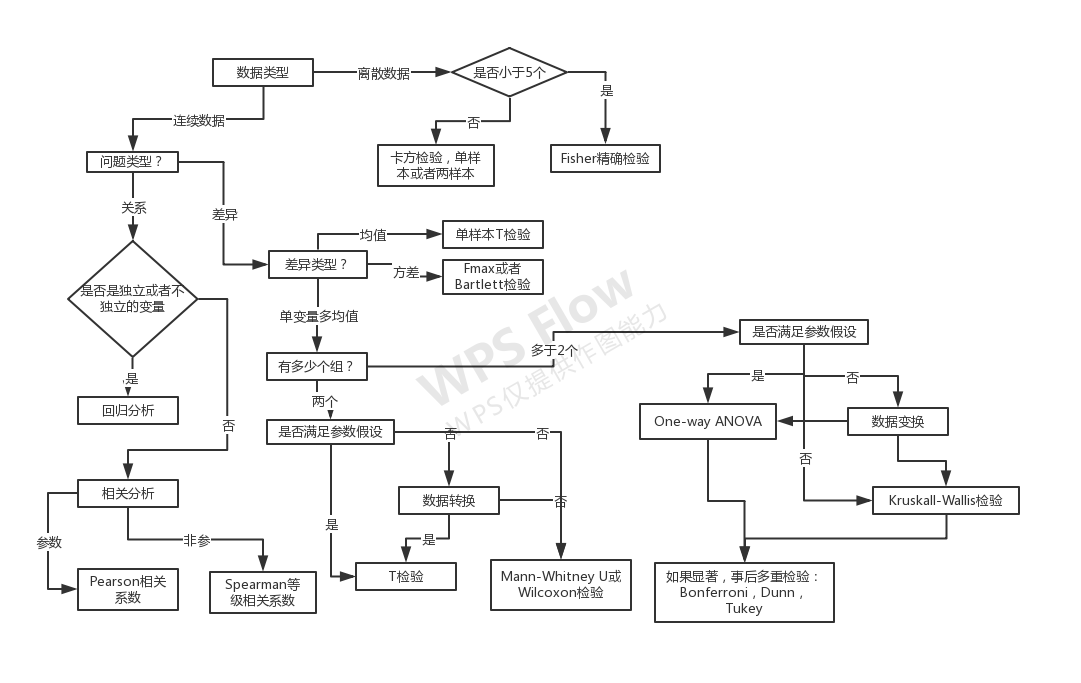 数据类型
离散数据
是否小于5个
是
否
连续数据
卡方检验，单样
本或者两样本
Fisher精确检验
问题类型？
关系
差异
均值
单样本T检验
差异类型？
方差
Fmax或者
Bartlett检验
是否是独立或者不
独立的变量
单变量多均值
WPS Flow
WPS仅提供作图能力
有多少个组？
多于2个
是否满足参数假设
是
否
.是
两个
回归分析
否
One-way ANOVA
数据变换
是否满足参数假设
否
否
否
相关分析
数据转换
否
Kruskall-Wallis检验
参数
非参
是
是
Pearson相关
系数
Spearman等
级相关系数
T检验
Mann-Whitney U或
Wilcoxon检验
如果显著，事后多重检验：
Bonferroni，Dunn，
Tukey